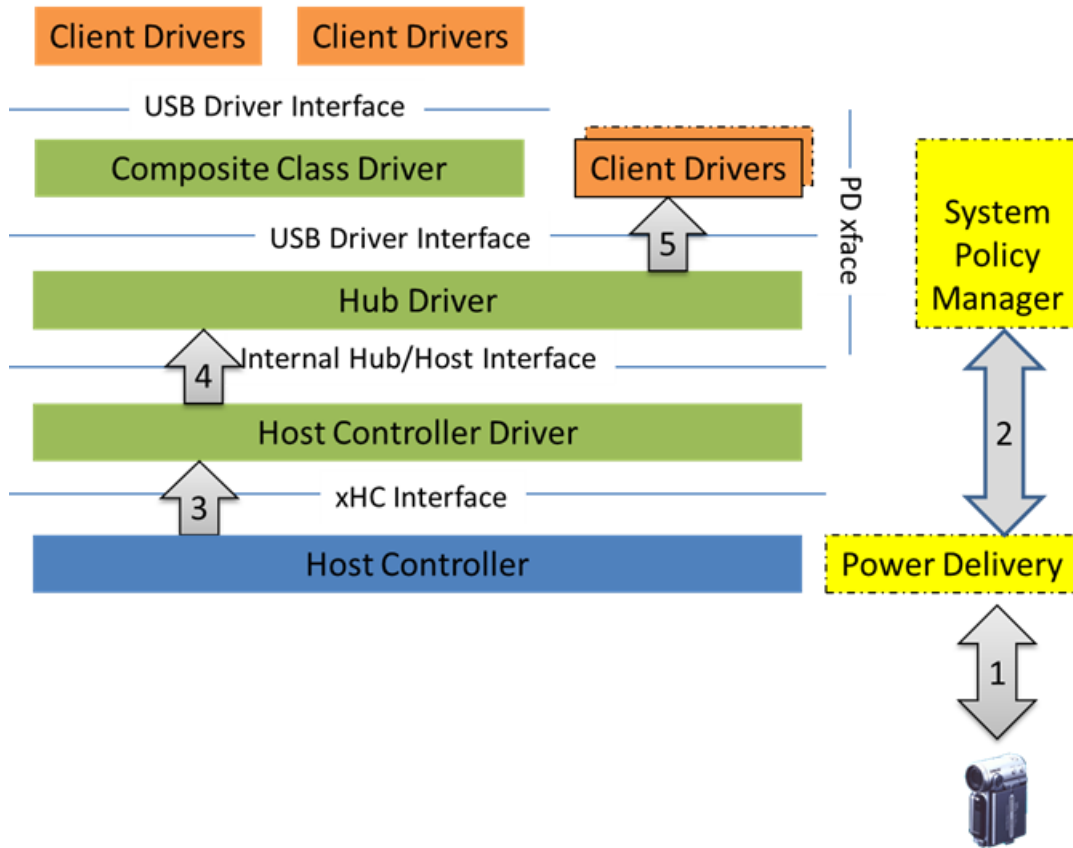 Client Drivers
Client Drivers
USB Driver Interface
Composite Class Driver
Client Drivers
PD xface
System
Policy
Manager
USB Driver Interface
5
Hub Driver
Internal Hub/Host Interface
4
Host Controller Driver
2
xHC Interface
3
Host Controller
Power Delivery
1